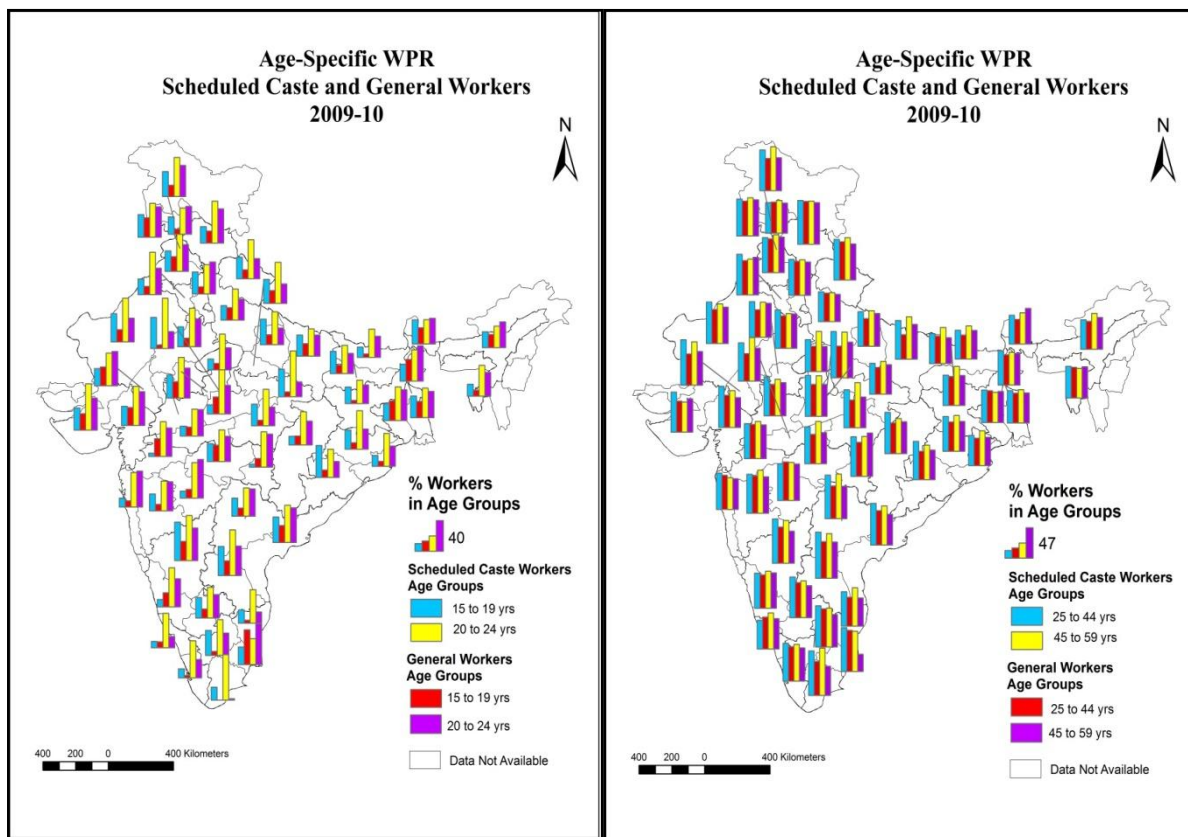 Age-Specific WPR
Scheduled Caste and General Workers
2009-10
N
% Workers
in Age Groups
40
Scheduled Caste Workers
Age Groups
15 to 19 yrs
20 to 24 yrs
General Workers
Age Groups
15 to 19 yrs
20 to 24 yrs
Data Not Available
400 200 0 400 Kilometers
Age-Specific WPR
Scheduled Caste and General Workers
2009-10
N
% Workers
in Age Groups
47
Scheduled Caste Workers
Age Groups
25 to 44 yrs
45 to 59 yrs
General Workers
Age Groups
25 to 44 yrs
45 to 59 yrs
Data Not Available
400 200 0 400 Kilometers